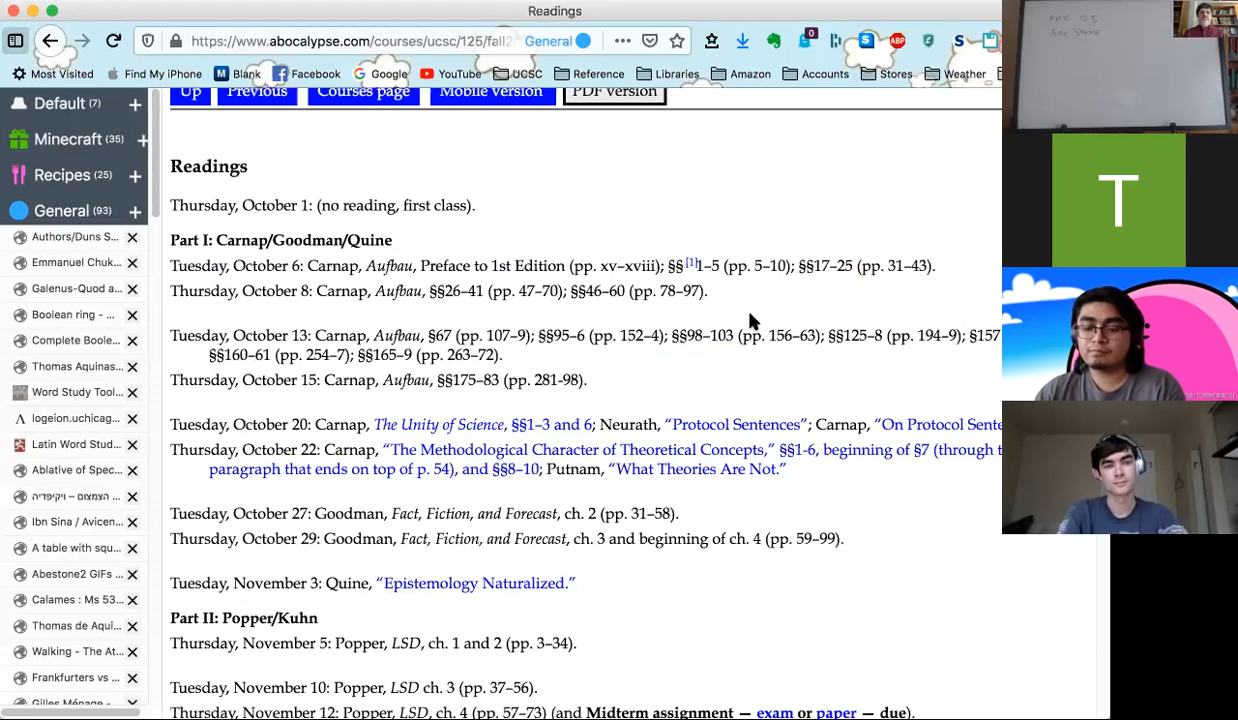 Readings
https://www.abocalypse.com/courses/ucsc/125/fall2
General
0
ABP
S
Most Visited
Find My iPhone
Blank
Facebook
Google
YouTube
UCSC
Reference
Libraries
Amazon
Accounts
Stores
Weather
Default (7)
Minecraft (35)
Recipes (25)
General (93)
Authors/Duns S...
Emmanuel Chuk...
Galenus-Quod a...
Boolean ring - ...
Complete Boole...
Thomas Aquinas...
Word Study Tool...
logeion.uchicag...
Latin Word Stud...
Ablative of Spec...
הצמצום – ויקיפדיה ...
Ibn Sina / Avicen...
A table with squ...
Abestone2 GIFs ...
Calames : Ms 53...
Thomas de Aqui...
Walking - The At...
Frankfurters vs ...
Gilles Ménage - ...
Up
Previous
Courses page
Mobile version
PDF version
Readings
Thursday, October 1: (no reading, first class).
Part I: Carnap/Goodman/Quine
Tuesday, October 6: Carnap, Aufbau, Preface to 1st Edition (pp. xv–xviii); §§[1]1–5 (pp. 5–10); §§17–25 (pp. 31–43).
Thursday, October 8: Carnap, Aufbau, §§26–41 (pp. 47–70); §§46–60 (pp. 78–97).
Tuesday, October 13: Carnap, Aufbau, §67 (pp. 107–9); §§95–6 (pp. 152–4); §§98–103 (pp. 156–63); §§125–8 (pp. 194–9); §157
§§160–61 (pp. 254–7); §§165–9 (pp. 263–72).
Thursday, October 15: Carnap, Aufbau, §§175–83 (pp. 281-98).
Tuesday, October 20: Carnap, The Unity of Science, §§1–3 and 6; Neurath, “Protocol Sentences”; Carnap, “On Protocol Sente
Thursday, October 22: Carnap, “The Methodological Character of Theoretical Concepts,” §§1-6, beginning of §7 (through t
paragraph that ends on top of p. 54), and §§8–10; Putnam, “What Theories Are Not.”
Tuesday, October 27: Goodman, Fact, Fiction, and Forecast, ch. 2 (pp. 31–58).
Thursday, October 29: Goodman, Fact, Fiction, and Forecast, ch. 3 and beginning of ch. 4 (pp. 59–99).
Tuesday, November 3: Quine, “Epistemology Naturalized.”
Part II: Popper/Kuhn
Thursday, November 5: Popper, LSD, ch. 1 and 2 (pp. 3–34).
Tuesday, November 10: Popper, LSD ch. 3 (pp. 37–56).
Thursday, November 12: Popper, LSD, ch. 4 (pp. 57–73) (and Midterm assignment — exam or paper — due).
T